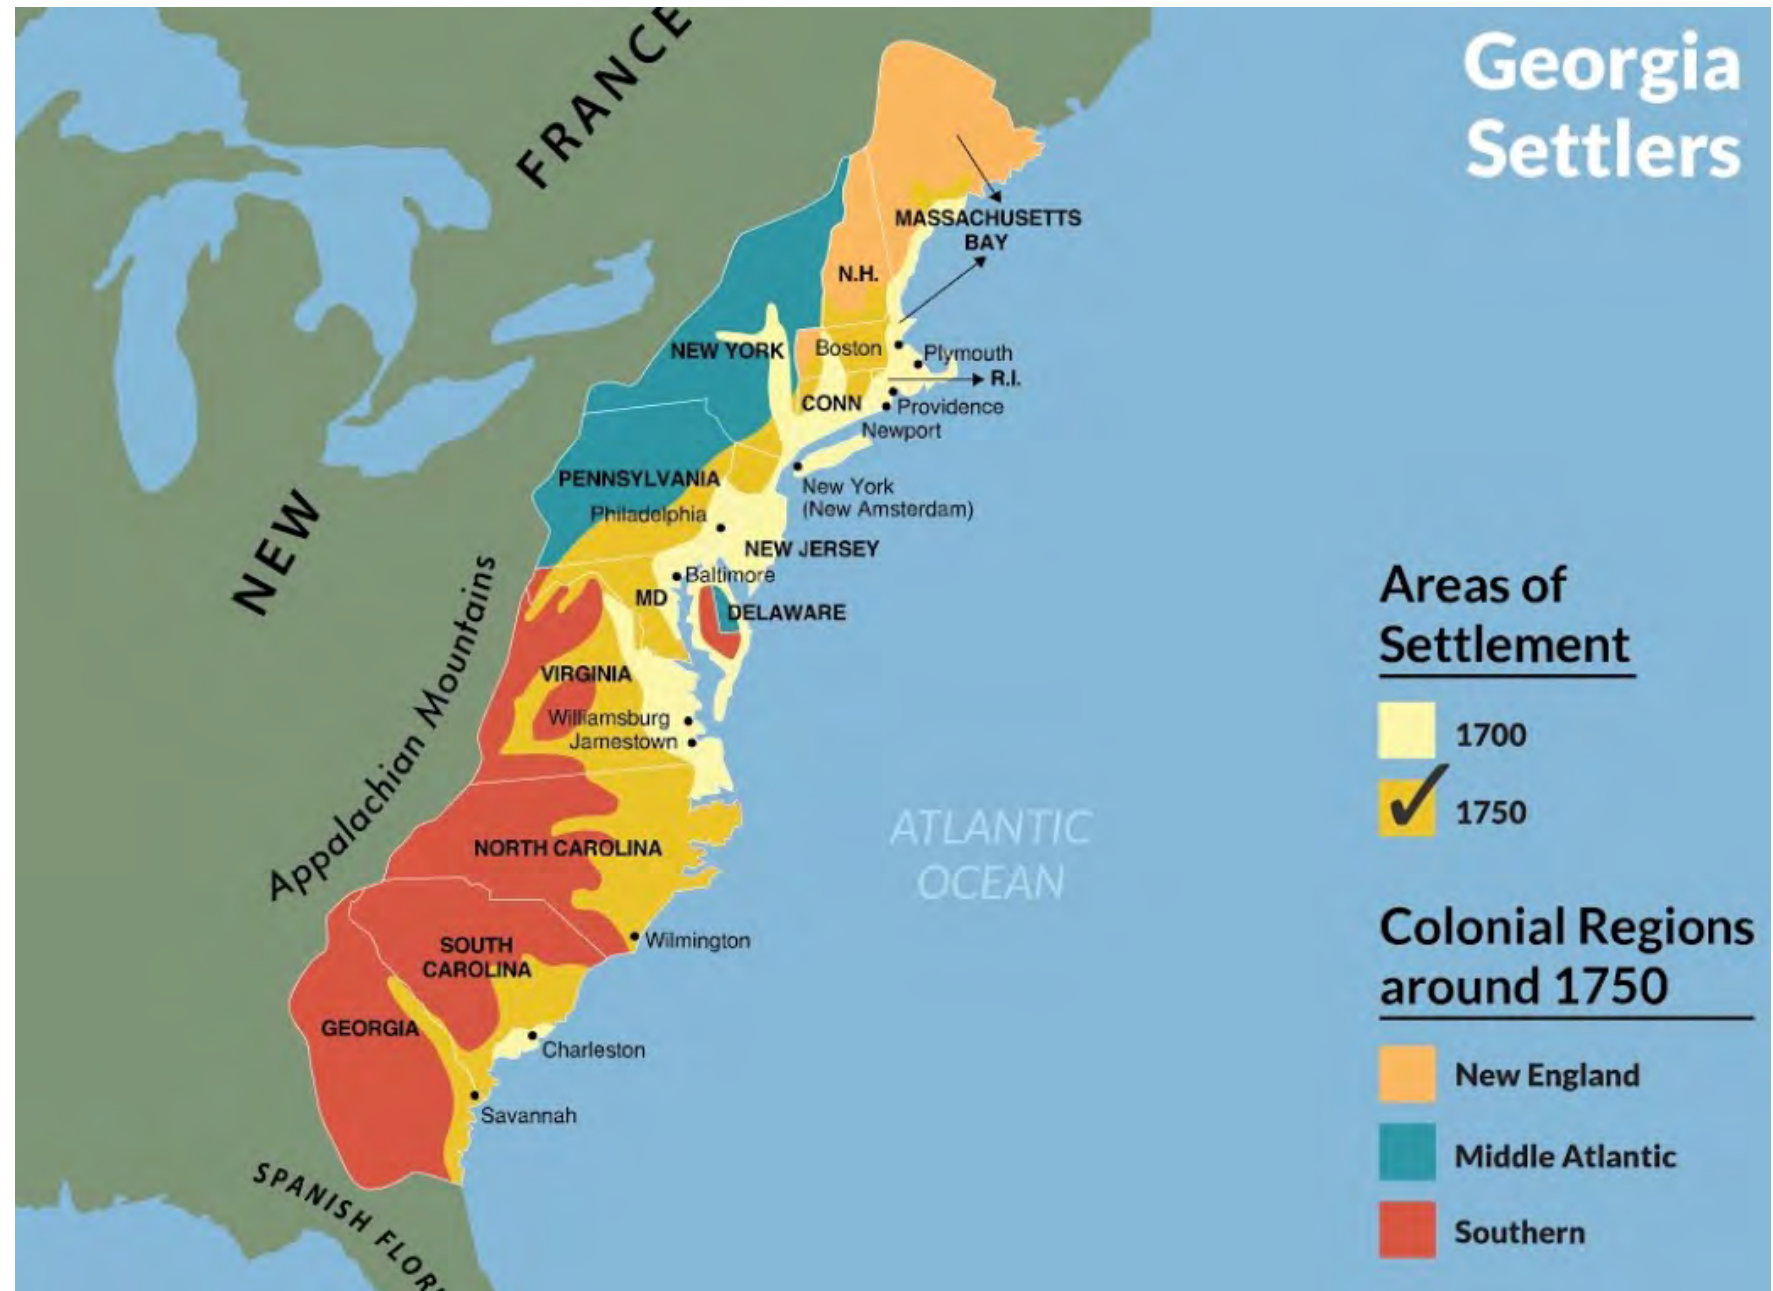 Georgia
Settlers
FRANCE
NEW
MASSACHUSETTS
BAY
N.H.
NEW YORK
Boston
Plymouth
R.I.
CONN
Providence
Newport
PENNSYLVANIA
New York
(New Amsterdam)
Philadelphia
NEW JERSEY
Baltimore
MD
DELAWARE
Appalachian Mountains
VIRGINIA
Williamsburg
Jamestown
NORTH CAROLINA
ATLANTIC
OCEAN
Wilmington
SOUTH
CAROLINA
GEORGIA
Charleston
Savannah
SPANISH FLOR
Areas of
Settlement
1700
1750
Colonial Regions
around 1750
New England
Middle Atlantic
Southern